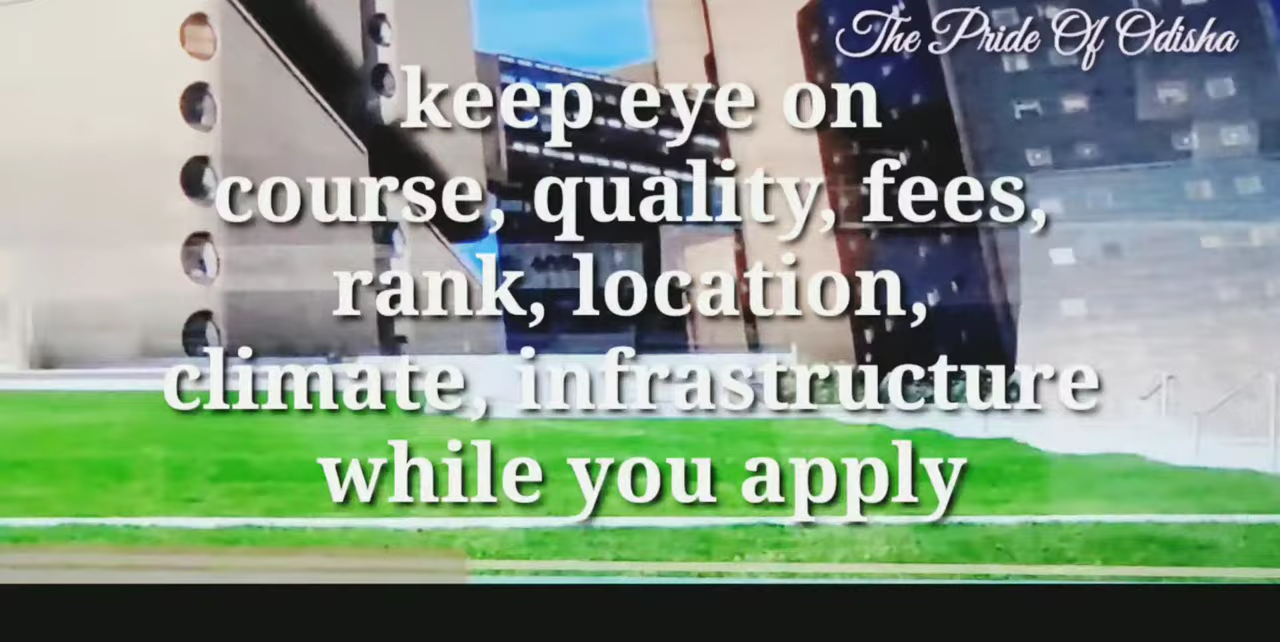 The Pride Of Odisha
keep eye on
course, quality, fees,
rank, location,
climate, infrastructure
while you apply